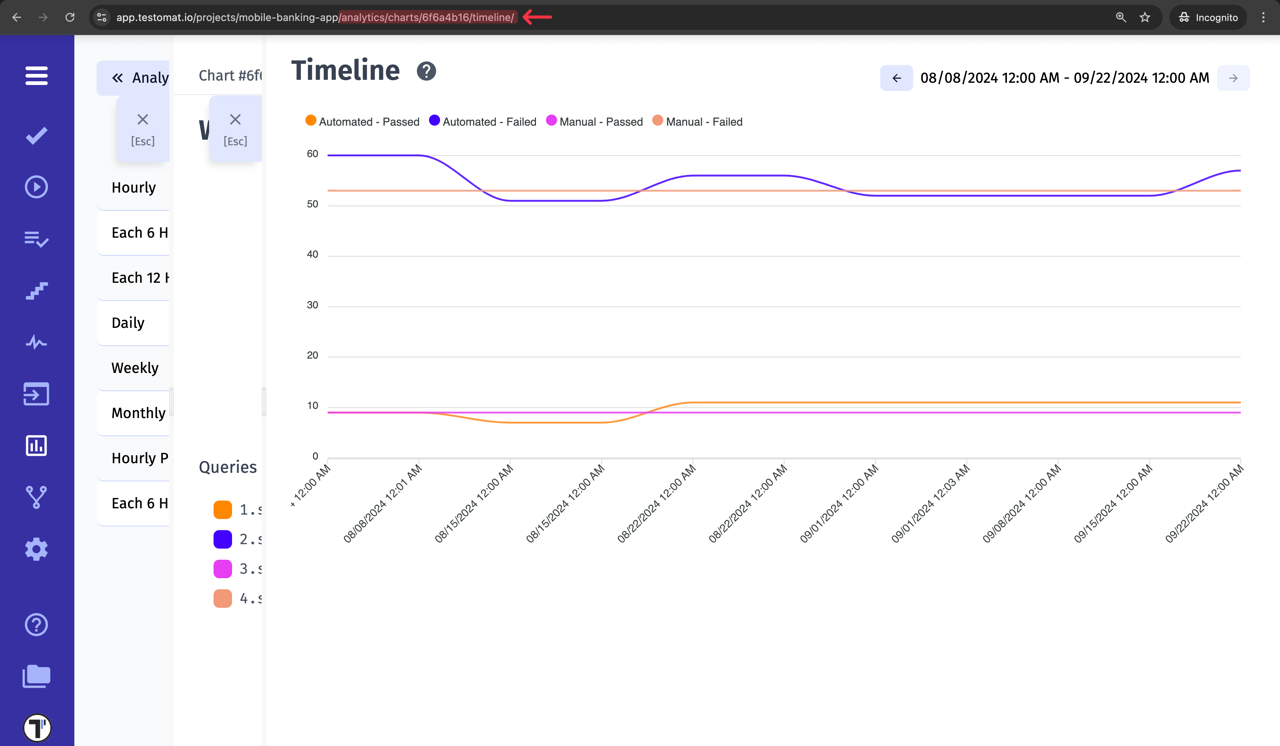 app.testomat.io/projects/mobile-banking-app/analytics/charts/6f6a4b16/timeline/
Incognito
Analy
[Esc]
Hourly
Each 6 H
Each 12 H
Daily
Weekly
Monthly
Hourly P
Each 6 H
Chart #6f6
[Esc]
Queries
1.s
2.s
3.s
4.s
Timeline
08/08/2024 12:00 AM - 09/22/2024 12:00 AM
Automated - Passed
Automated - Failed
Manual - Passed
Manual - Failed
60
50
40
30
20
10
0
12:00 AM
08/08/2024 12:01 AM
08/15/2024 12:00 AM
08/15/2024 12:00 AM
08/22/2024 12:00 AM
08/22/2024 12:00 AM
09/01/2024 12:00 AM
09/01/2024 12:03 AM
09/08/2024 12:00 AM
09/15/2024 12:00 AM
09/22/2024 12:00 AM